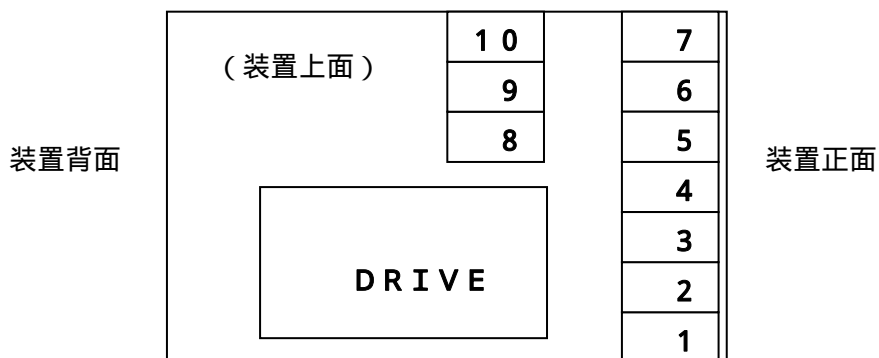 １０
７
（装置上面）
９
６
８
５
装置背面
装置正面
４
３
ＤＲＩＶＥ
２
１